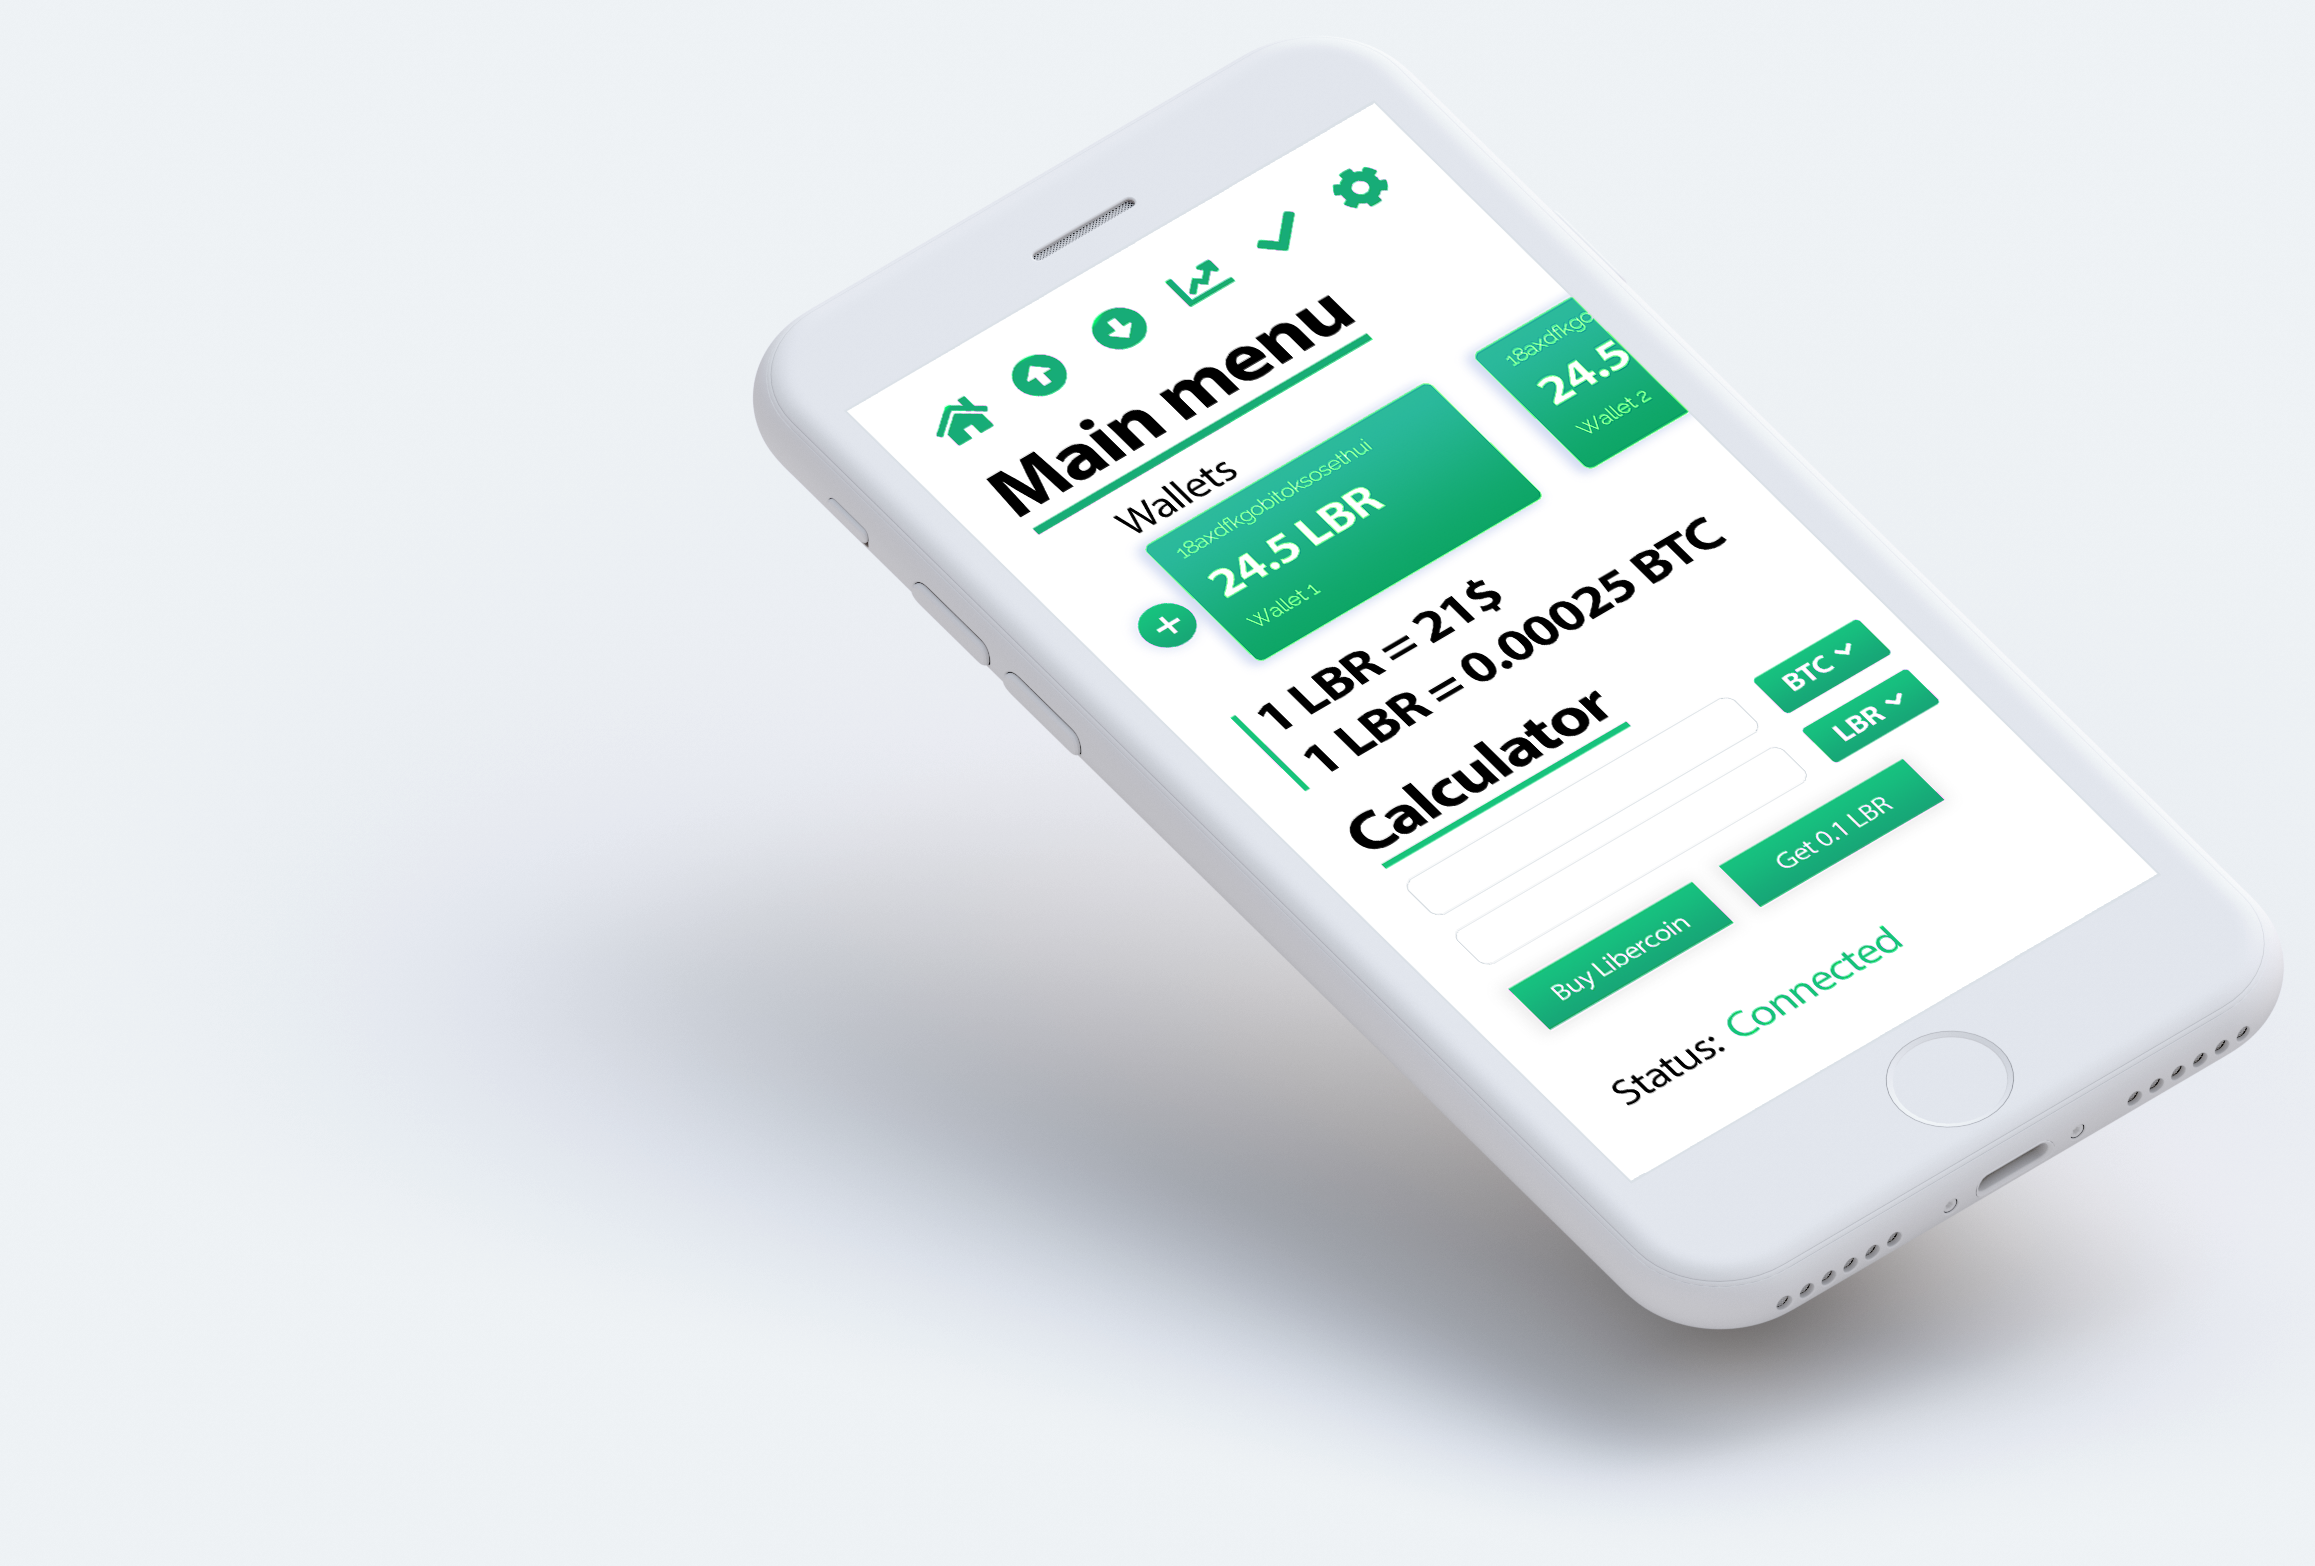 Main menu
Wallets
18axdfkgobitoksosethui
24.5 LBR
Wallet 1
18axdfkgo
24.5
Wallet 2
1 LBR = 21$
1 LBR = 0.00025 BTC
Calculator
BTC
LBR
Buy Libercoin
Get 0.1 LBR
Status: Connected